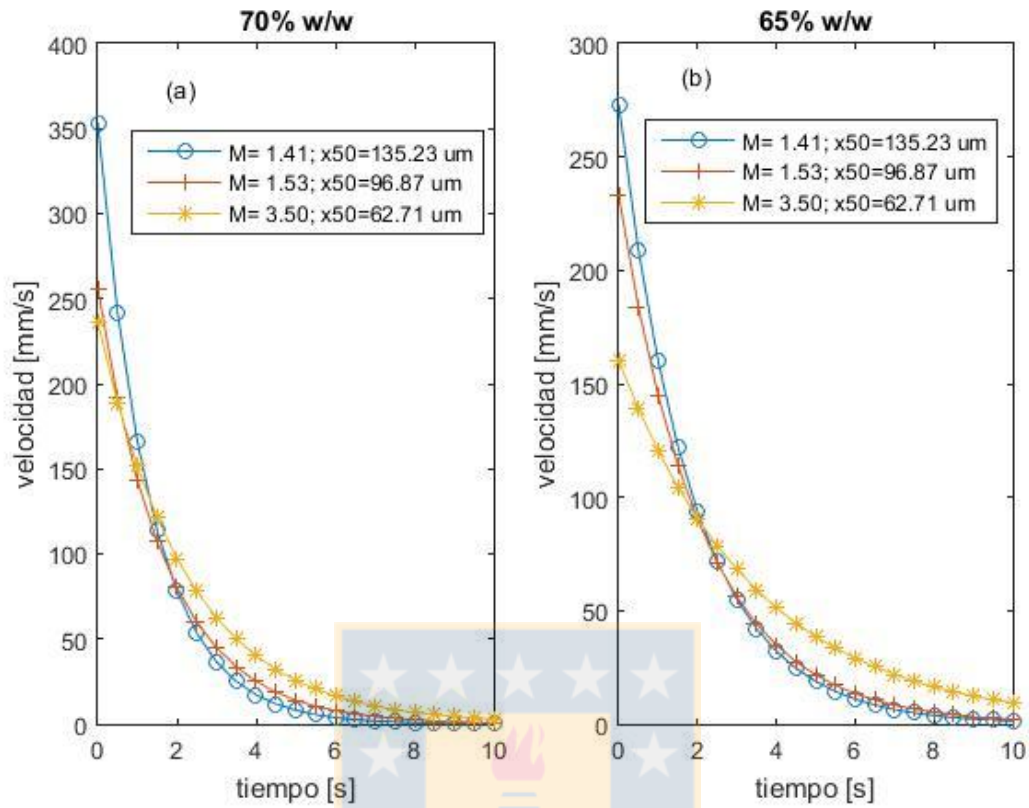 70% w/w
(a)
M= 1.41; x50=135.23 um
M= 1.53; x50=96.87 um
M= 3.50; x50=62.71 um
velocidad [mm/s]
400
350
300
250
200
150
100
50
0
0 2 4 6 8 10
tiempo [s]
65% w/w
(b)
M= 1.41; x50=135.23 um
M= 1.53; x50=96.87 um
M= 3.50; x50=62.71 um
velocidad [mm/s]
300
250
200
150
100
50
0
0 2 4 6 8 10
tiempo [s]